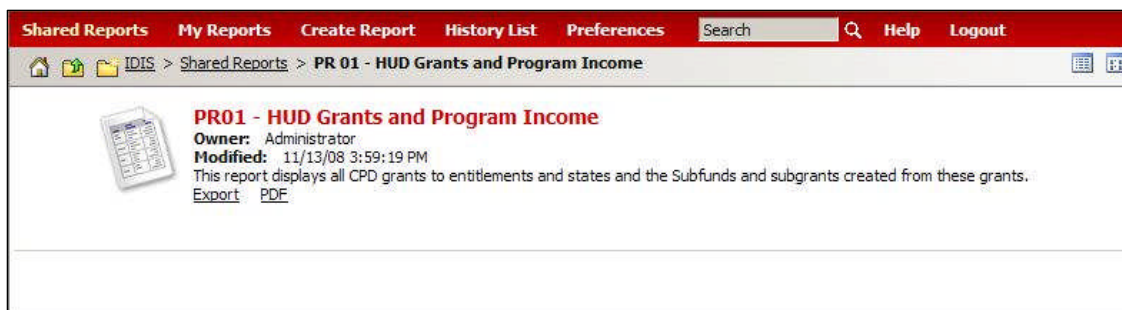 Shared Reports My Reports Create Report History List Preferences Search Help Logout
IDIS > Shared Reports > PR 01 - HUD Grants and Program Income
PR01 - HUD Grants and Program Income
Owner: Administrator
Modified: 11/13/08 3:59:19 PM
This report displays all CPD grants to entitlements and states and the Subfunds and subgrants created from these grants.
Export PDF